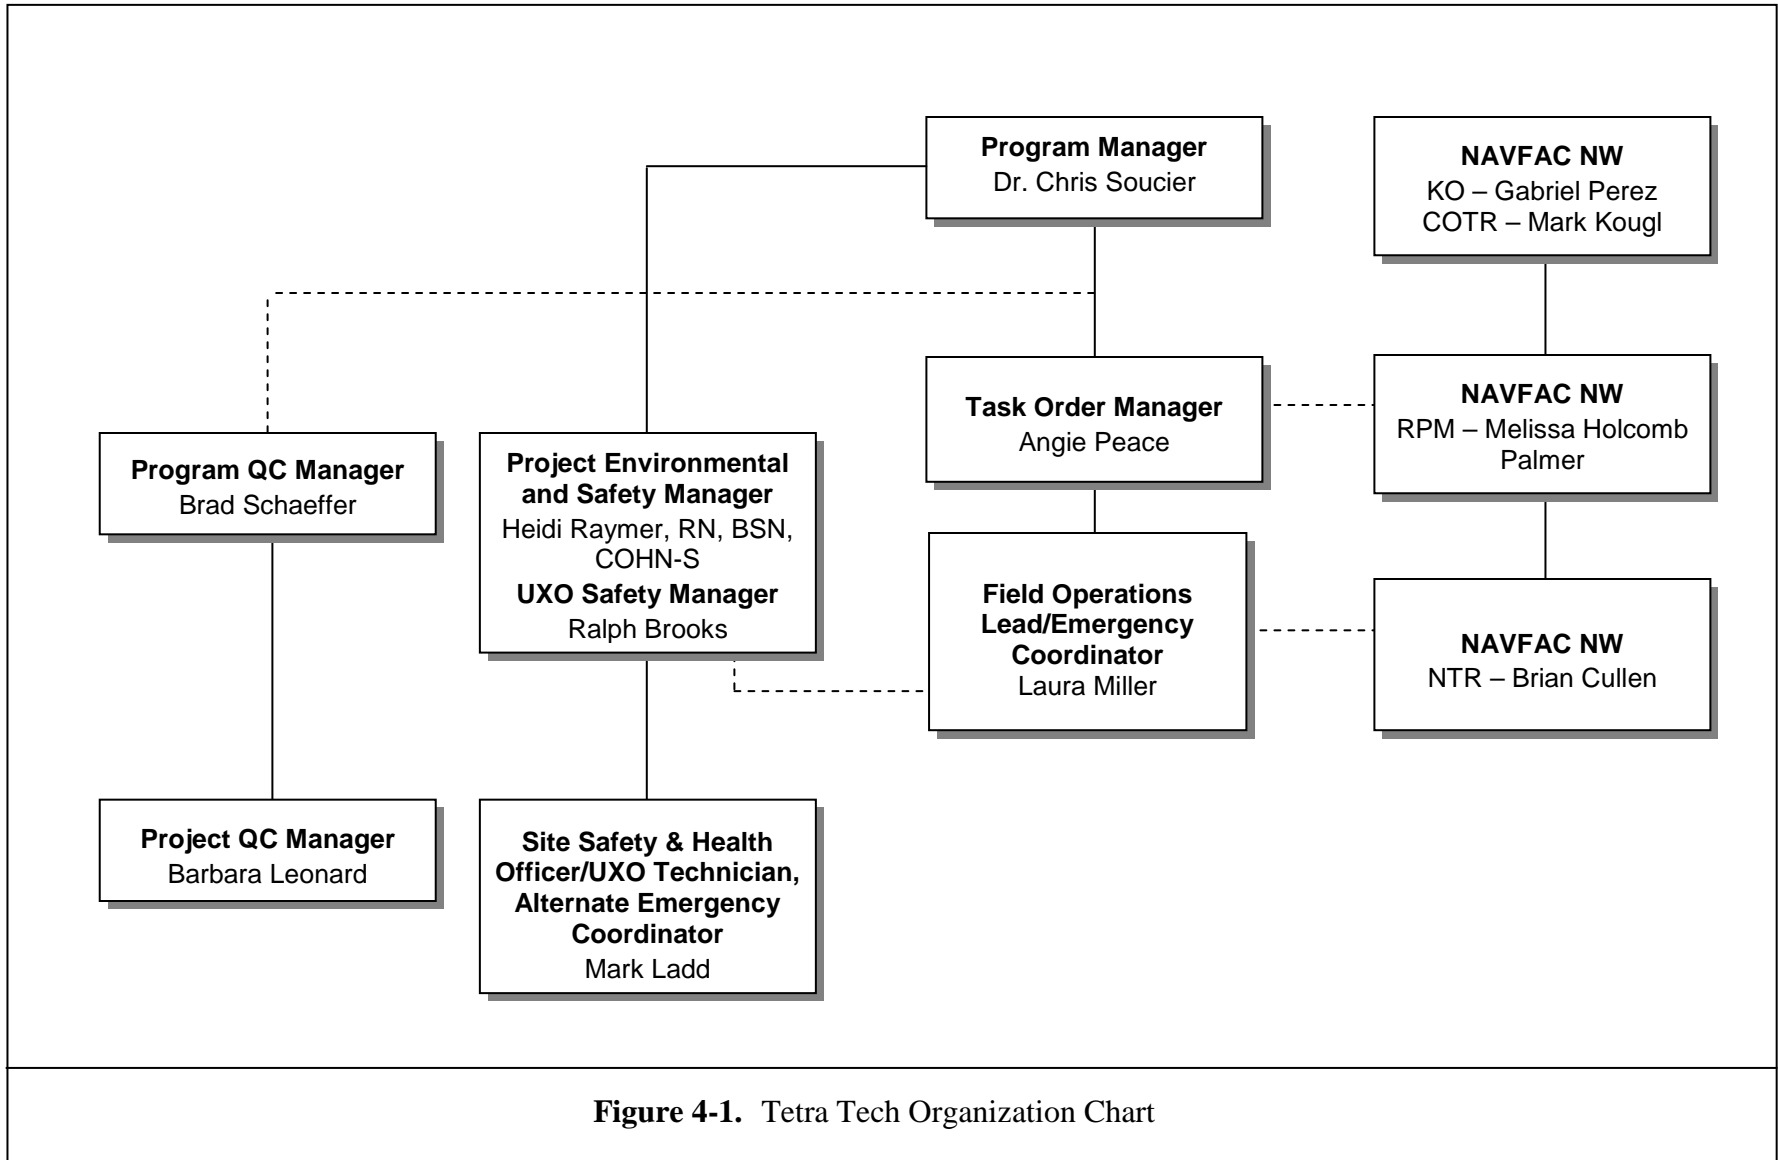 Program Manager
Dr. Chris Soucier
NAVFAC NW
KO – Gabriel Perez
COTR – Mark Kougl
Task Order Manager
Angie Peace
NAVFAC NW
RPM – Melissa Holcomb
Palmer
Program QC Manager
Brad Schaeffer
Project Environmental
and Safety Manager
Heidi Raymer, RN, BSN,
COHN-S
UXO Safety Manager
Ralph Brooks
Field Operations
Lead/Emergency
Coordinator
Laura Miller
NAVFAC NW
NTR – Brian Cullen
Project QC Manager
Barbara Leonard
Site Safety & Health
Officer/UXO Technician,
Alternate Emergency
Coordinator
Mark Ladd
Figure 4-1. Tetra Tech Organization Chart